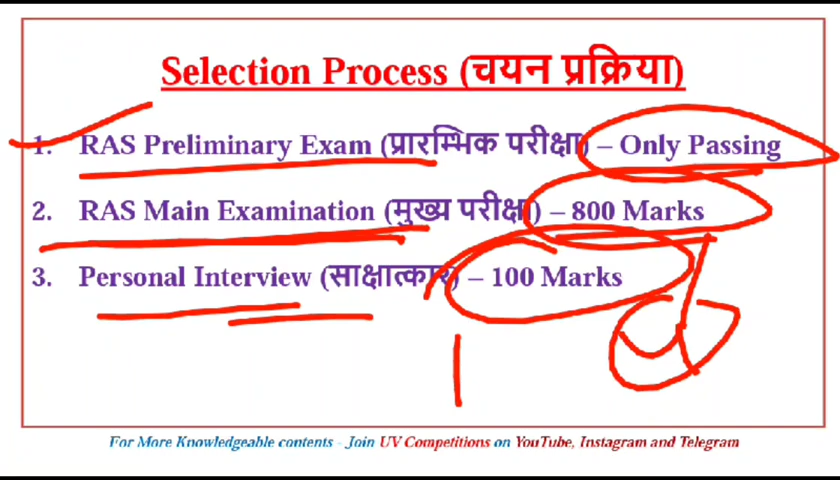 Selection Process (चयन प्रक्रिया)
1. RAS Preliminary Exam (प्रारम्भिक परीक्षा) – Only Passing
2. RAS Main Examination (मुख्य परीक्षा) – 800 Marks
3. Personal Interview (साक्षात्कार) – 100 Marks
For More Knowledgeable contents - Join UV Competitions on YouTube, Instagram and Telegram